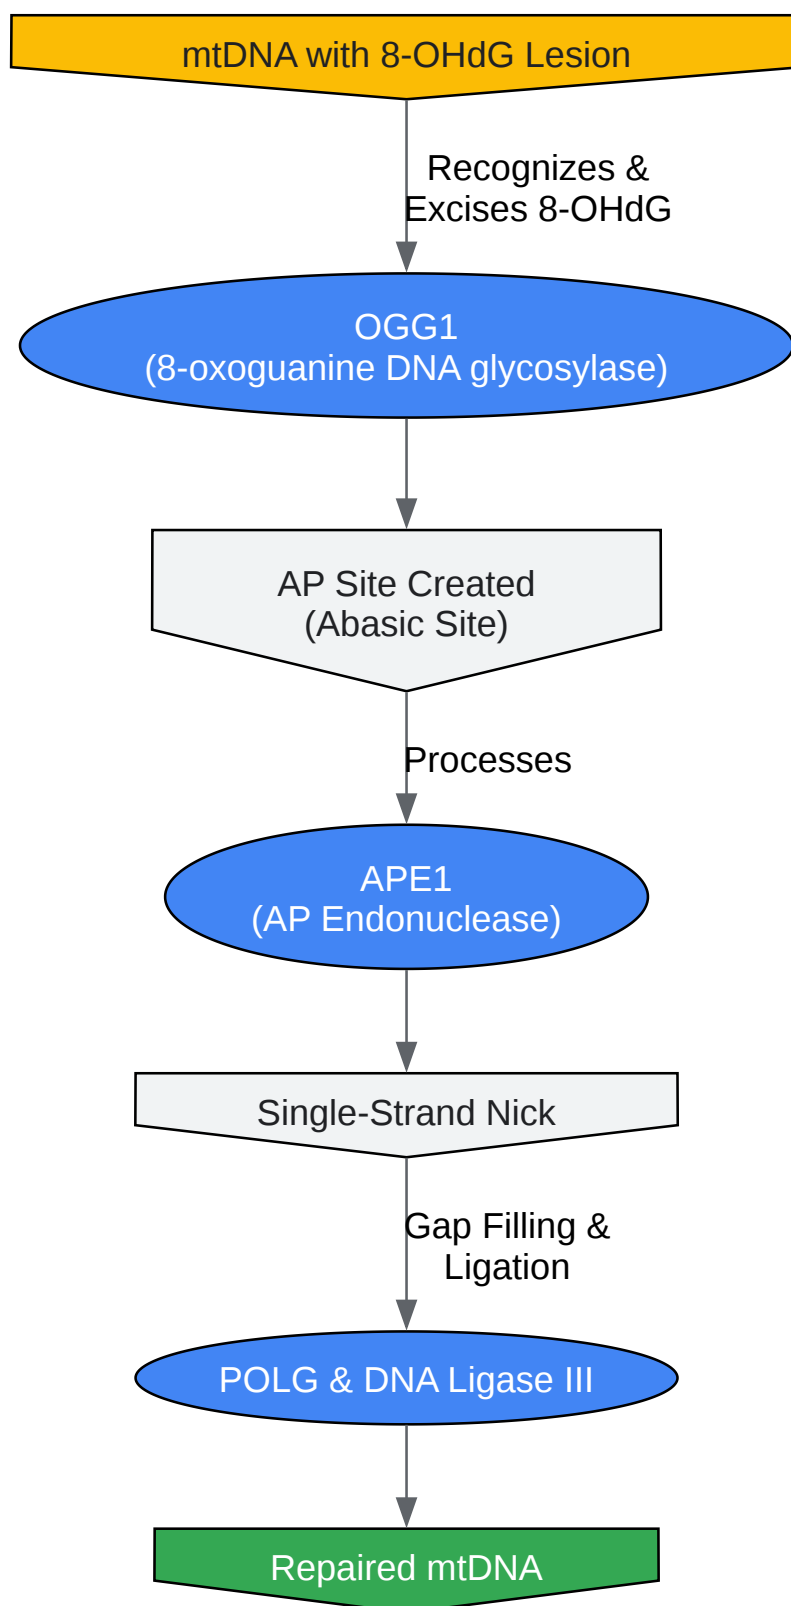 mtDNA with 8-OHdG Lesion
Recognizes &
Excises 8-OHdG
OGG1
(8-oxoguanine DNA glycosylase)
AP Site Created
(Abasic Site)
Processes
APE1
(AP Endonuclease)
Single-Strand Nick
Gap Filling &
Ligation
POLG & DNA Ligase III
Repaired mtDNA